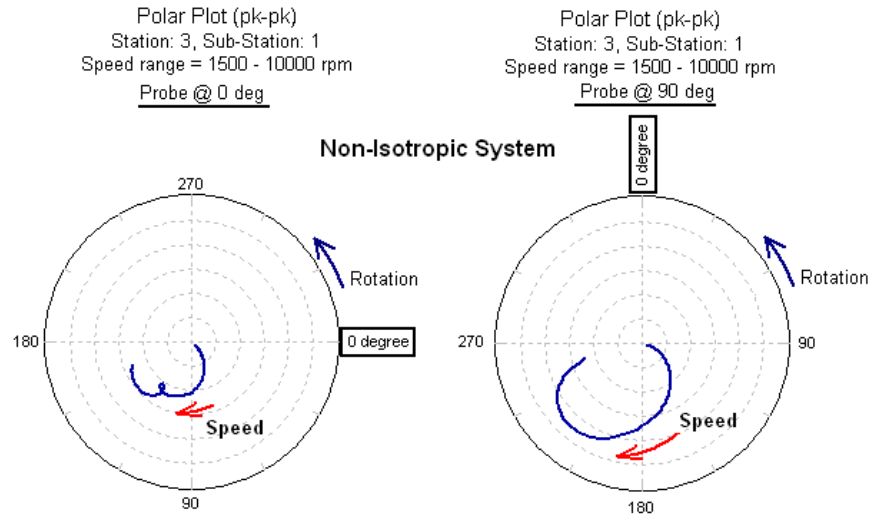 Polar Plot (pk-pk)
Station: 3, Sub-Station: 1
Speed range = 1500 - 10000 rpm
Probe @ 0 deg
Polar Plot (pk-pk)
Station: 3, Sub-Station: 1
Speed range = 1500 - 10000 rpm
Probe @ 90 deg
Non-Isotropic System
270
Rotation
180
0 degree
Speed
90
0 degree
Rotation
270
90
Speed
180